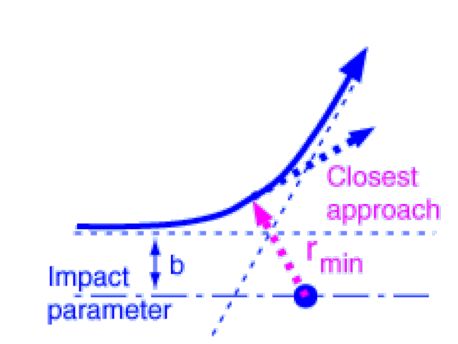 Closest
approach
r min
b
Impact
parameter